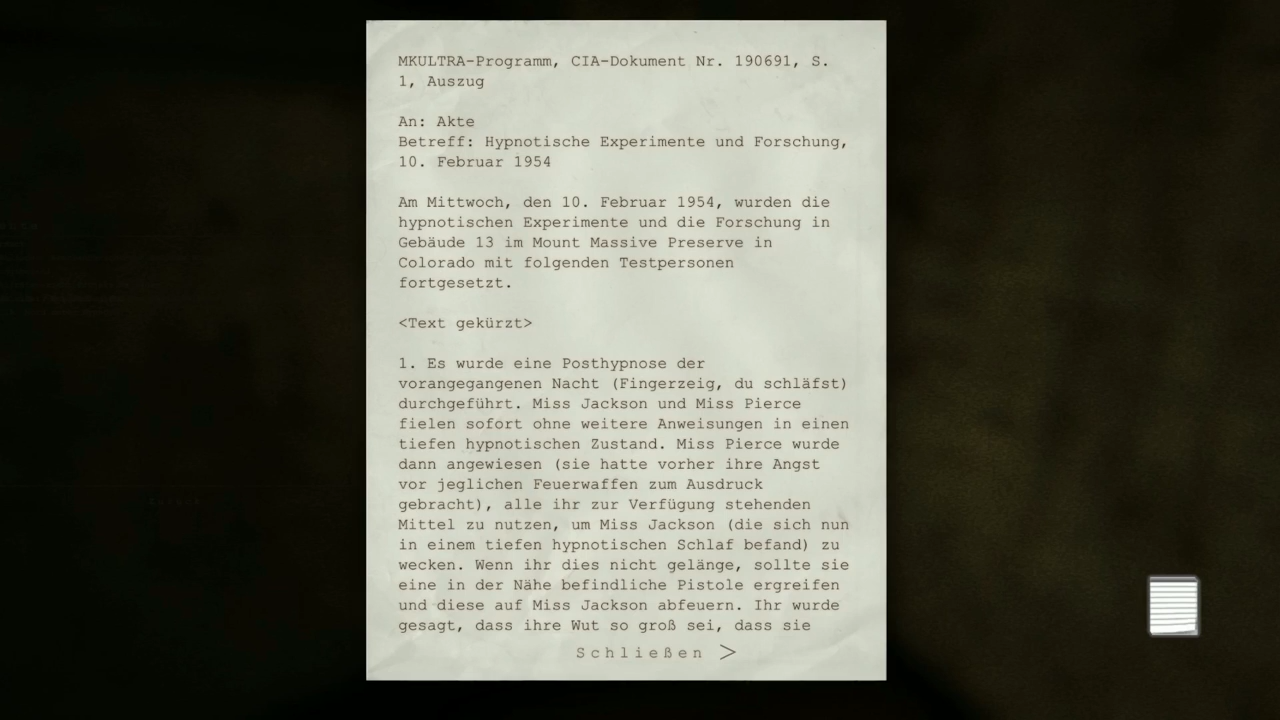 MKULTRA-Programm, CIA-Dokument Nr. 190691, S.
1, Auszug
An: Akte
Betreff: Hypnotische Experimente und Forschung,
10. Februar 1954
Am Mittwoch, den 10. Februar 1954, wurden die
hypnotischen Experimente und die Forschung in
Gebäude 13 im Mount Massive Preserve in
Colorado mit folgenden Testpersonen
fortgesetzt.
<Text gekürzt>
1. Es wurde eine Posthypnose der
vorangegangenen Nacht (Fingerzeig, du schläfst)
durchgeführt. Miss Jackson und Miss Pierce
fielen sofort ohne weitere Anweisungen in einen
tiefen hypnotischen Zustand. Miss Pierce wurde
dann angewiesen (sie hatte vorher ihre Angst
vor jeglichen Feuerwaffen zum Ausdruck
gebracht), alle ihr zur Verfügung stehenden
Mittel zu nutzen, um Miss Jackson (die sich nun
in einem tiefen hypnotischen Schlaf befand) zu
wecken. Wenn ihr dies nicht gelänge, sollte sie
eine in der Nähe befindliche Pistole ergreifen
und diese auf Miss Jackson abfeuern. Ihr wurde
gesagt, dass ihre Wut so groß sei, dass sie
Schließen >